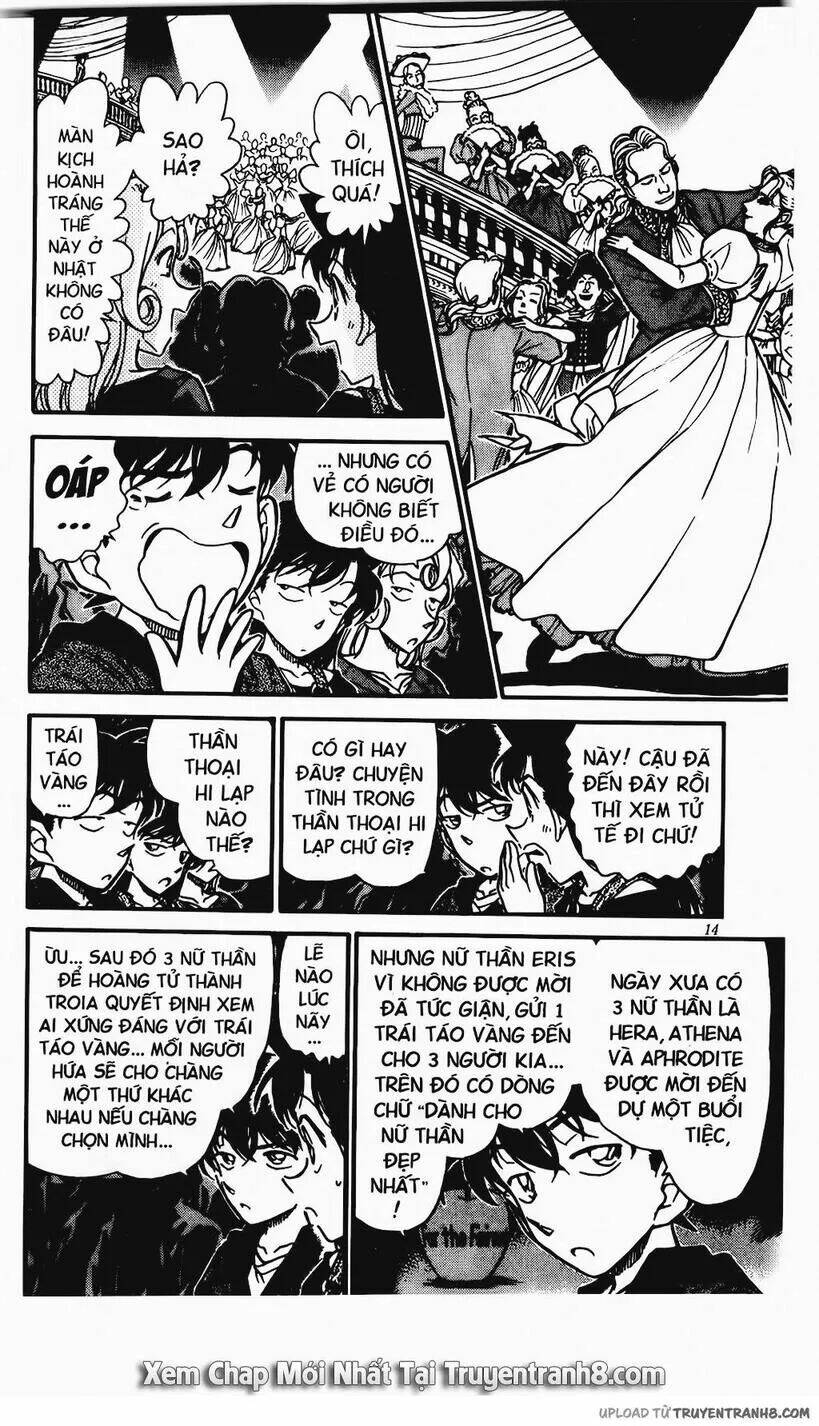 ÔI,
THÍCH
QUÁ!
SAO
HẢ?
MÀN
KỊCH
HOÀNH
TRÁNG
THẾ
NÀY Ở
NHẬT
KHÔNG
CÓ
ĐÂU!
... NHƯNG CÓ
VẺ CÓ NGƯỜI
KHÔNG BIẾT
ĐIỀU ĐÓ...
OÁP
...
NÀY! CẬU ĐÃ
ĐẾN ĐÂY RỒI
THÌ XEM TỬ
TẾ ĐI CHỨ!
CÓ GÌ HAY
ĐÂU? CHUYỆN
TÌNH TRONG
THẦN THOẠI HI
LẠP CHỨ GÌ?
THẦN
THOẠI
HI LẠP
NÀO
THẾ?
TRÁI
TÁO
VÀNG
...
14
NGÀY XƯA CÓ
3 NỮ THẦN LÀ
HERA, ATHENA
VÀ APHRODITE
ĐƯỢC MỜI ĐẾN
DỰ MỘT BUỔI
TIỆC,
NHƯNG NỮ THẦN ERIS
VÌ KHÔNG ĐƯỢC MỜI
ĐÃ TỨC GIẬN, GỬI 1
TRÁI TÁO VÀNG ĐẾN
CHO 3 NGƯỜI KIA...
TRÊN ĐÓ CÓ DÒNG
CHỮ "DÀNH CHO
NỮ THẦN
ĐẸP
NHẤT"
!
for the Faire
LẼ
NÀO
LÚC
NÃY
...
ỪU... SAU ĐÓ 3 NỮ THẦN
ĐỂ HOÀNG TỬ THÀNH
TROIA QUYẾT ĐỊNH XEM
AI XỨNG ĐÁNG VỚI TRÁI
TÁO VÀNG... MỖI NGƯỜI
HỨA SẼ CHO CHÀNG
MỘT THỨ KHÁC
NHAU NẾU CHÀNG
CHỌN MÌNH...
Xem Chap Mới Nhất Tại Truyentranh8.com
UPLOAD TỪ TRUYENTRANH8.COM